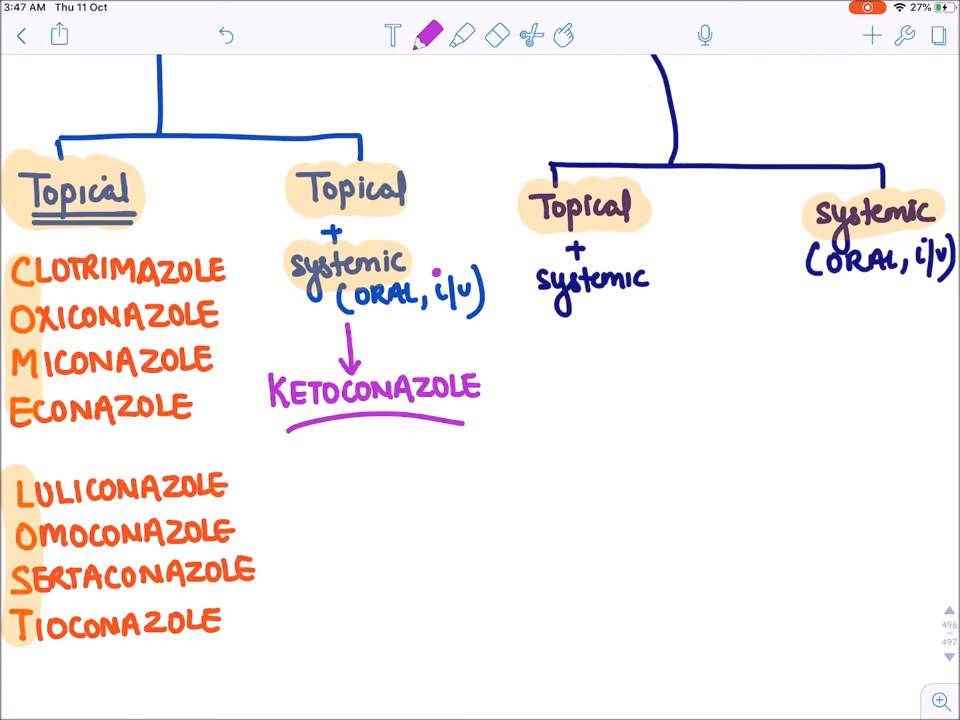 3:47 AM Thu 11 Oct
27%
T
Topical
CLOTRIMAZOLE
OXICONAZOLE
MICONAZOLE
ECONAZOLE
LULICONAZOLE
OMOCONAZOLE
SERTACONAZOLE
TIOCONAZOLE
Topical
+
systemic
(ORAL, i/v)
KETOCONAZOLE
Topical
+
systemic
systemic
(ORAL, i/v)
496
497